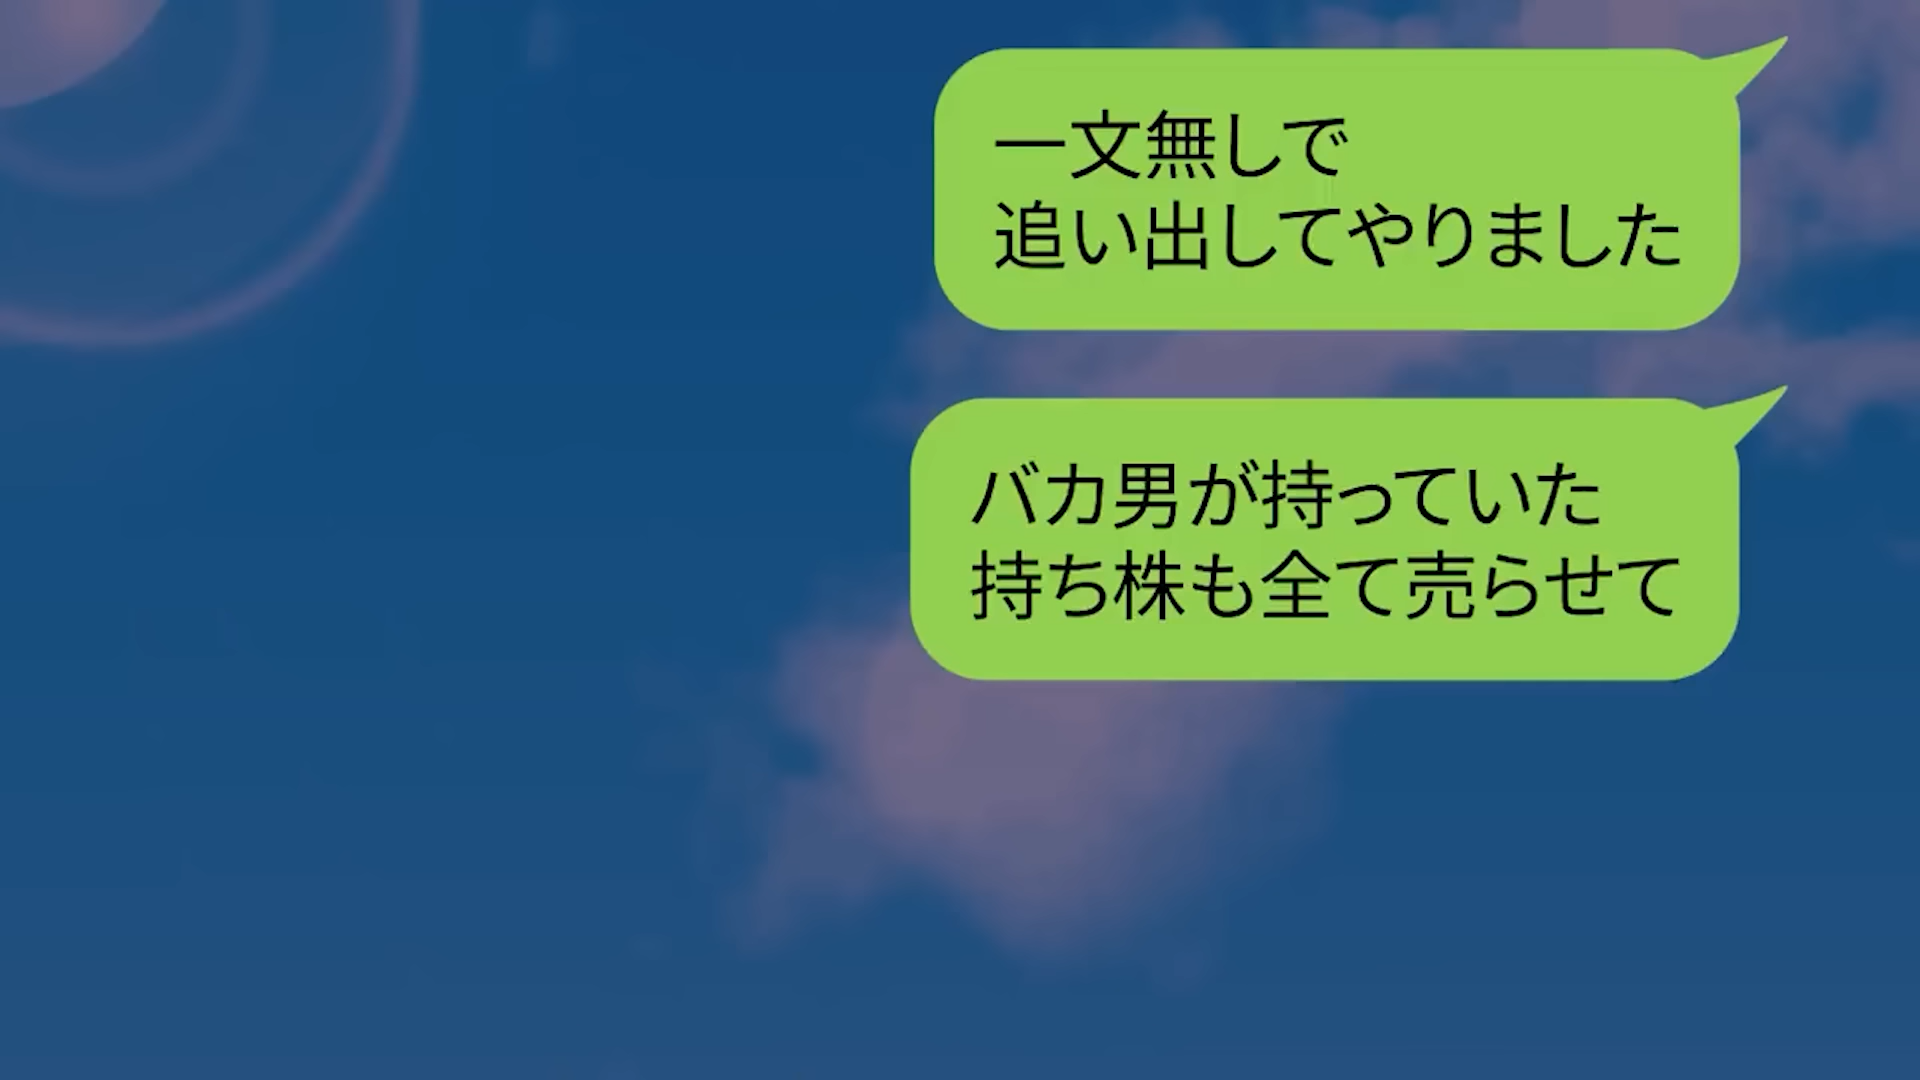 一文無しで
追い出してやりました
バカ男が持っていた
持ち株も全て売らせて